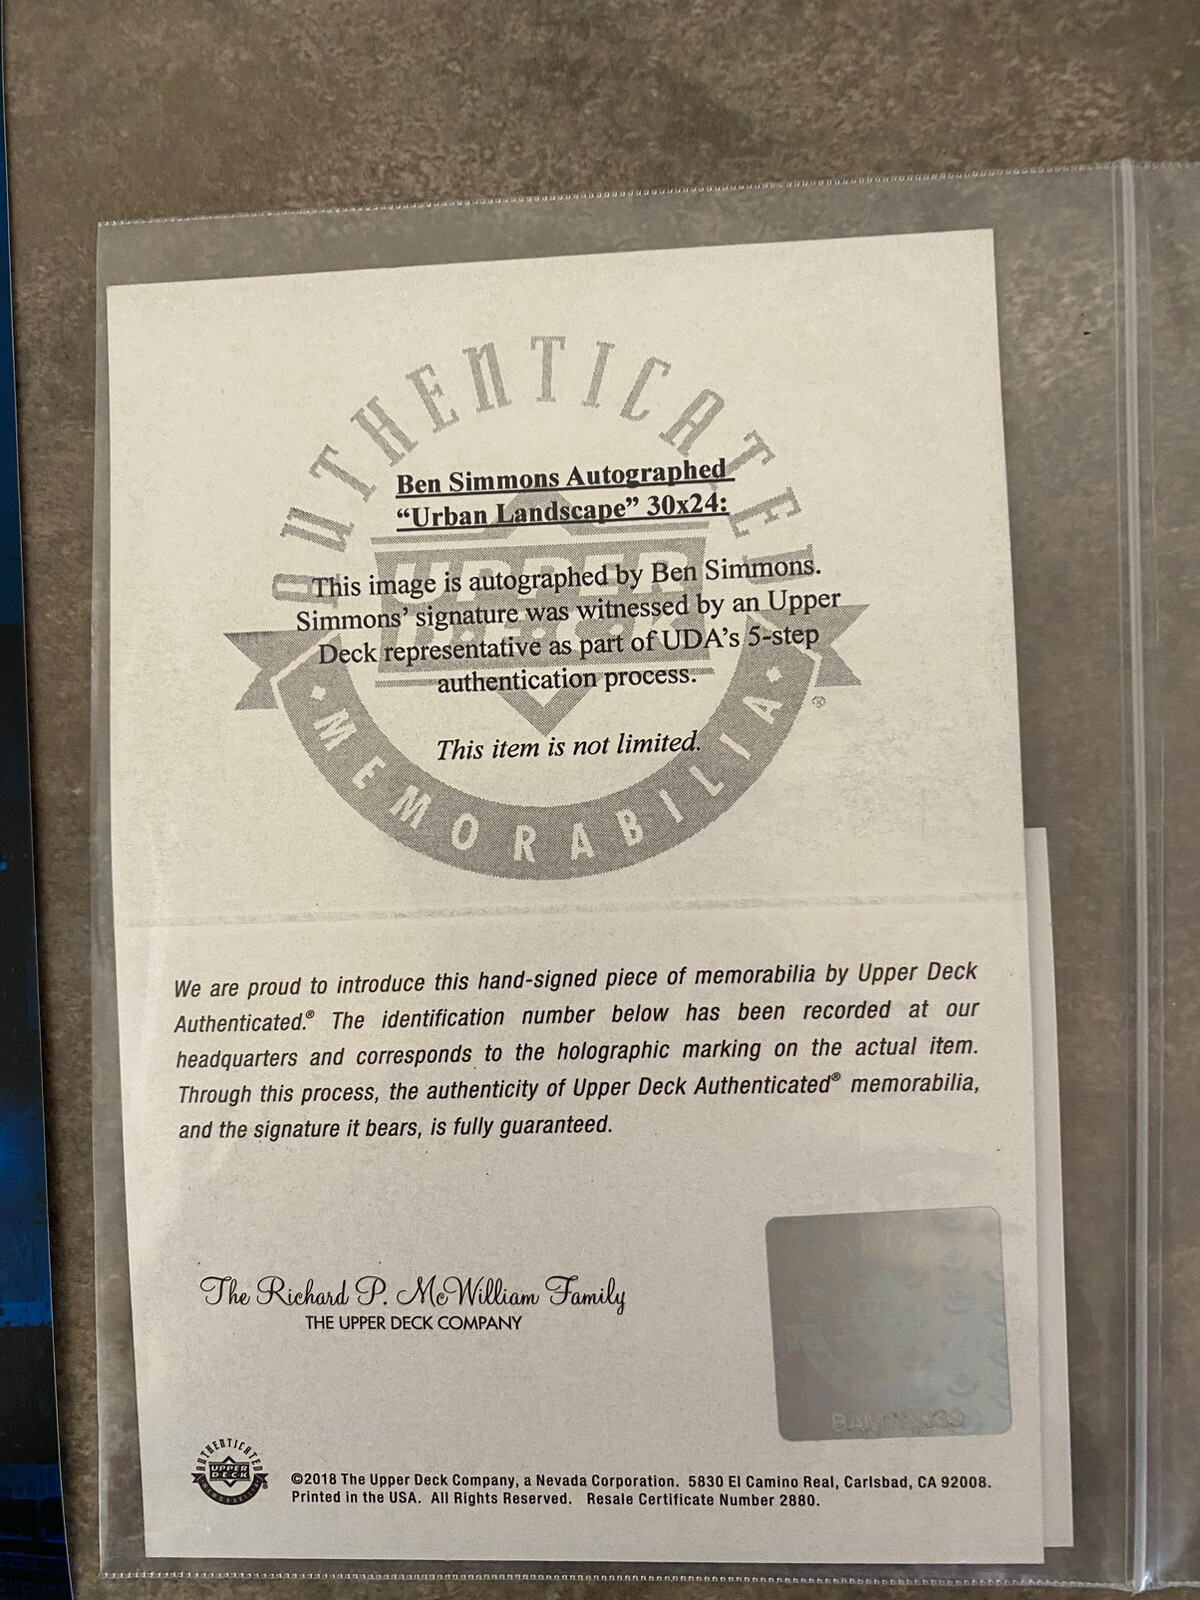 AUTHENTICATED
Ben Simmons Autographed
“Urban Landscape” 30x24:
UPPER
This image is autographed by Ben Simmons.
Simmons’ signature was witnessed by an Upper
Deck representative as part of UDA’s 5-step
authentication process.
This item is not limited.
MEMORABILIA
®
We are proud to introduce this hand-signed piece of memorabilia by Upper Deck
Authenticated.® The identification number below has been recorded at our
headquarters and corresponds to the holographic marking on the actual item.
Through this process, the authenticity of Upper Deck Authenticated® memorabilia,
and the signature it bears, is fully guaranteed.
The Richard P. McWilliam Family
THE UPPER DECK COMPANY
AUTHENTICATED
UPPER
DECK
MEMORABILIA
®
©2018 The Upper Deck Company, a Nevada Corporation. 5830 El Camino Real, Carlsbad, CA 92008.
Printed in the USA. All Rights Reserved. Resale Certificate Number 2880.